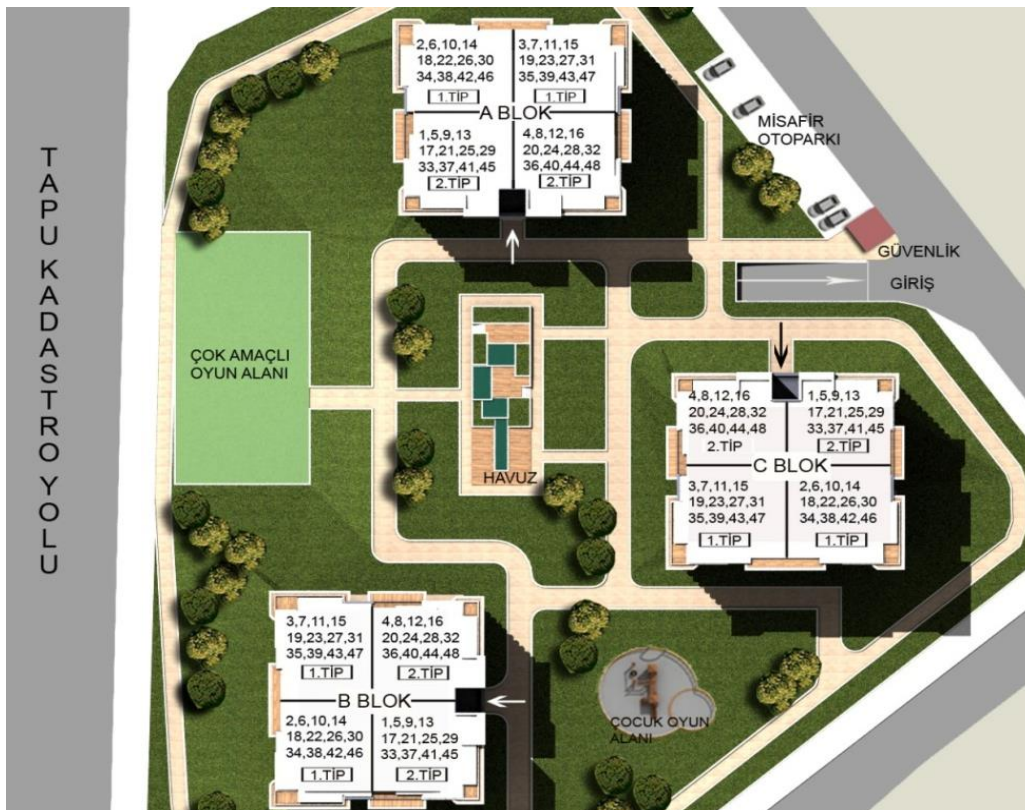 TAPU KADASTRO YOLU
2,6,10,14
18,22,26,30
34,38,42,46
1.TİP
3,7,11,15
19,23,27,31
35,39,43,47
1.TİP
A BLOK
1,5,9,13
17,21,25,29
33,37,41,45
2.TİP
4,8,12,16
20,24,28,32
36,40,44,48
2.TİP
MİSAFİR
OTOPARKI
GÜVENLİK
GİRİŞ
ÇOK AMAÇLI
OYUN ALANI
HAVUZ
4,8,12,16
20,24,28,32
36,40,44,48
2.TİP
1,5,9,13
17,21,25,29
33,37,41,45
2.TİP
C BLOK
3,7,11,15
19,23,27,31
35,39,43,47
1.TİP
2,6,10,14
18,22,26,30
34,38,42,46
1.TİP
3,7,11,15
19,23,27,31
35,39,43,47
1.TİP
4,8,12,16
20,24,28,32
36,40,44,48
2.TİP
B BLOK
2,6,10,14
18,22,26,30
34,38,42,46
1.TİP
1,5,9,13
17,21,25,29
33,37,41,45
2.TİP
ÇOCUK OYUN
ALANI